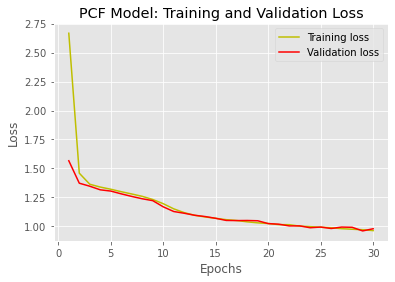 PCF Model: Training and Validation Loss
2.75
2.50
2.25
2.00
1.75
1.50
1.25
1.00
Loss
Training loss
Validation loss
0 5 10 15 20 25 30
Epochs